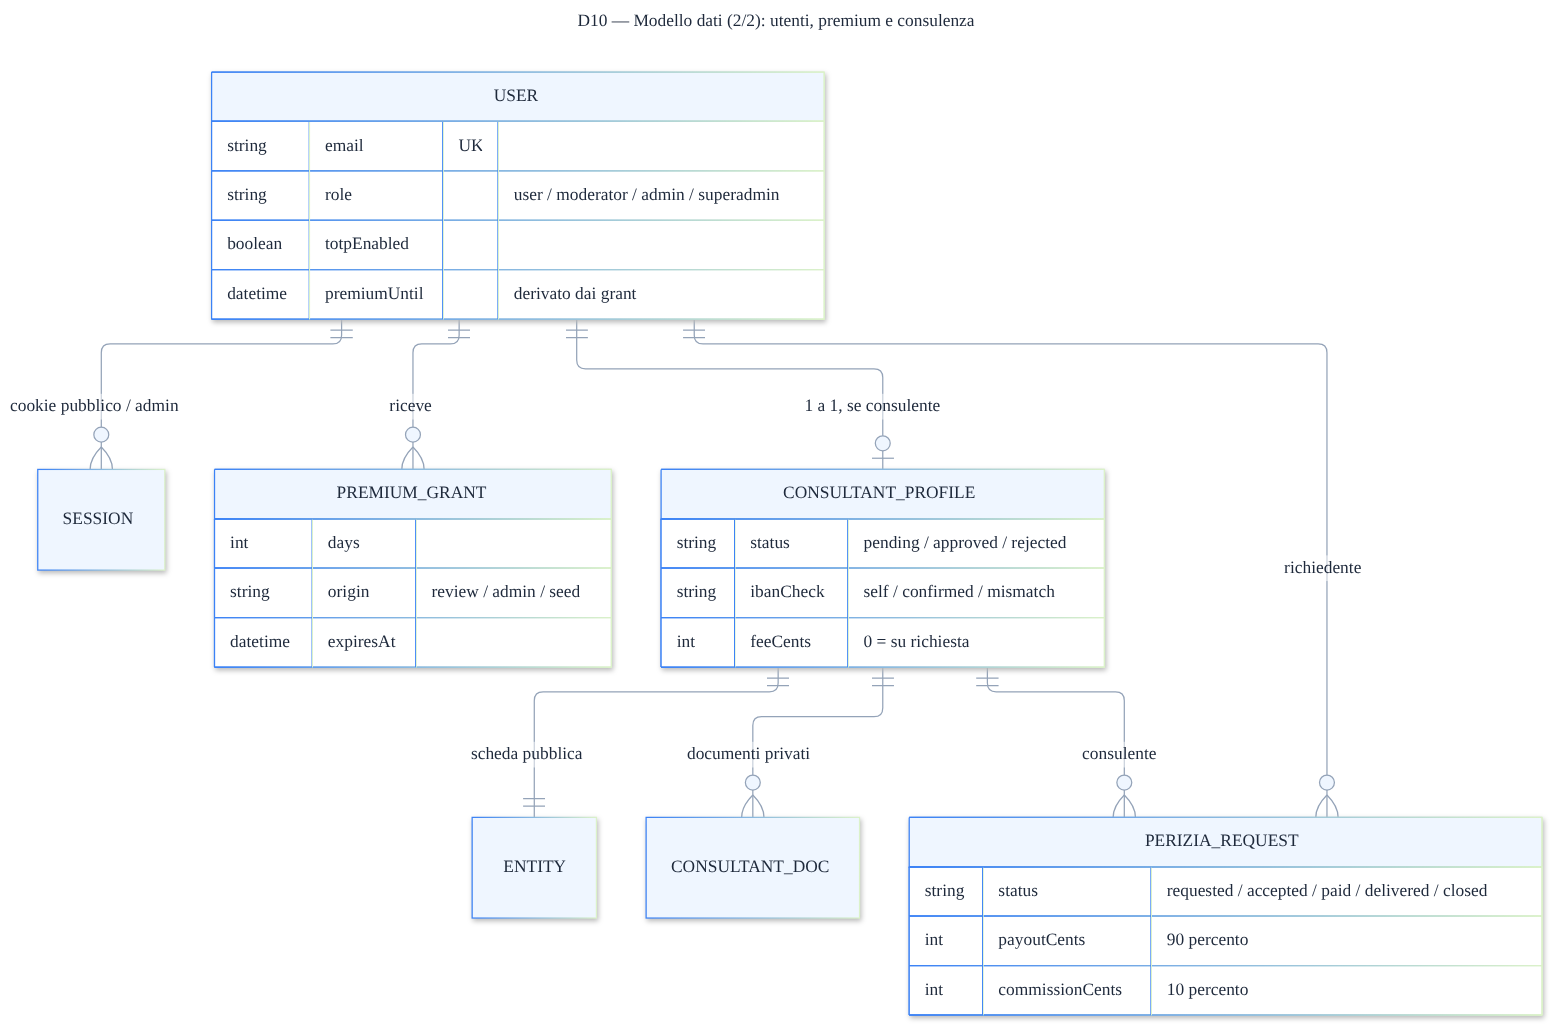 D10 — Modello dati (2/2): utenti, premium e consulenza
USER
string email UK
string role user / moderator / admin / superadmin
boolean totpEnabled
datetime premiumUntil derivato dai grant
cookie pubblico / admin
riceve
1 a 1, se consulente
SESSION
PREMIUM_GRANT
int days
string origin review / admin / seed
datetime expiresAt
CONSULTANT_PROFILE
string status pending / approved / rejected
string ibanCheck self / confirmed / mismatch
int feeCents 0 = su richiesta
richiedente
scheda pubblica
documenti privati
consulente
ENTITY
CONSULTANT_DOC
PERIZIA_REQUEST
string status requested / accepted / paid / delivered / closed
int payoutCents 90 percento
int commissionCents 10 percento